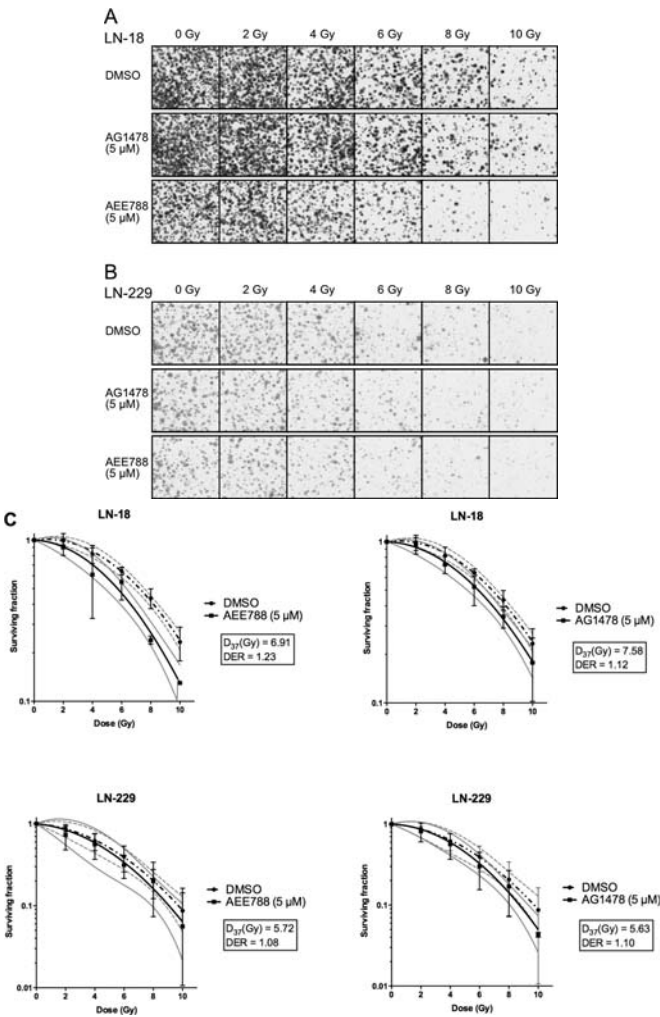 A
LN-18
0 Gy 2 Gy 4 Gy 6 Gy 8 Gy 10 Gy
DMSO
AG1478
(5 µM)
AEE788
(5 µM)
B
LN-229
0 Gy 2 Gy 4 Gy 6 Gy 8 Gy 10 Gy
DMSO
AG1478
(5 µM)
AEE788
(5 µM)
C
LN-18
Surviving fraction
1
0.1
0 2 4 6 8 10
Dose (Gy)
DMSO
AEE788 (5 µM)
D37(Gy) = 6.91
DER = 1.23
LN-18
Surviving fraction
1
0.1
0 2 4 6 8 10
Dose (Gy)
DMSO
AG1478 (5 µM)
D37(Gy) = 7.58
DER = 1.12
LN-229
Surviving fraction
1
0.1
0.01
0 2 4 6 8 10
Dose (Gy)
DMSO
AEE788 (5 µM)
D37(Gy) = 5.72
DER = 1.08
LN-229
Surviving fraction
1
0.1
0.01
0 2 4 6 8 10
Dose (Gy)
DMSO
AG1478 (5 µM)
D37(Gy) = 5.63
DER = 1.10